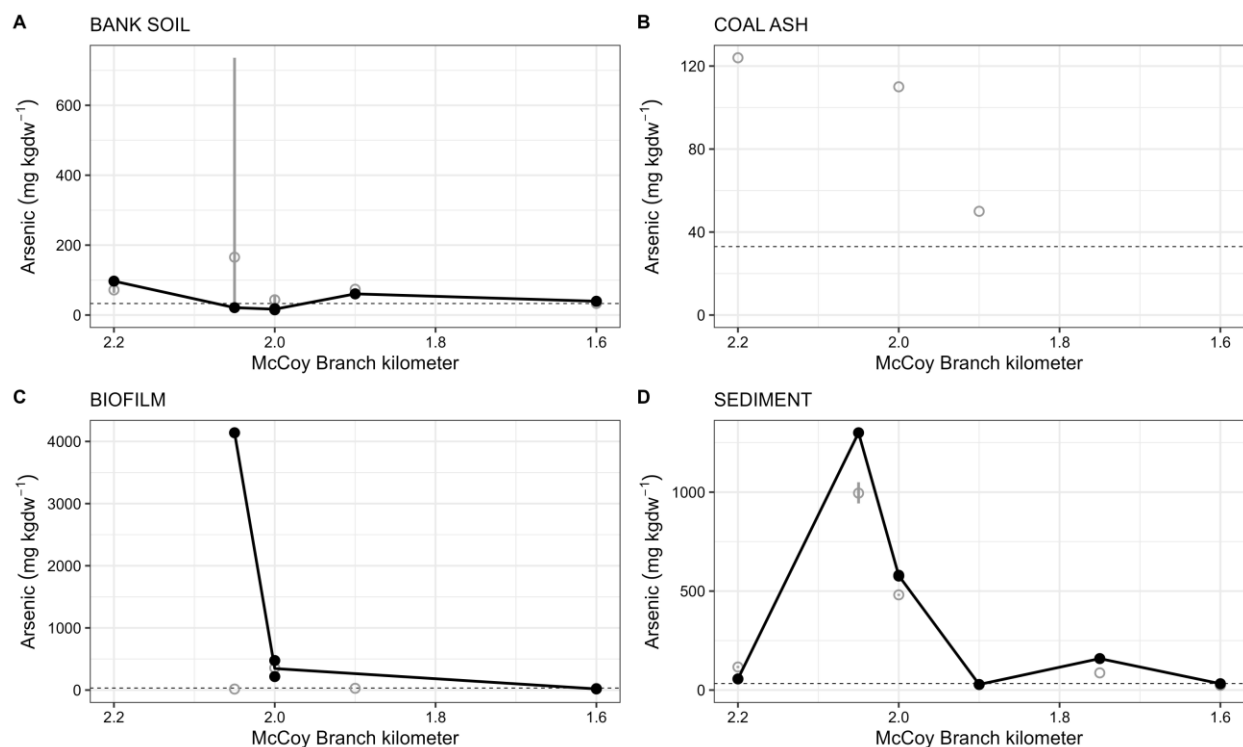 A BANK SOIL
Arsenic (mg kgdw⁻¹)
600
400
200
0
2.2 2.0 1.8 1.6
McCoy Branch kilometer
B COAL ASH
Arsenic (mg kgdw⁻¹)
120
80
40
0
2.2 2.0 1.8 1.6
McCoy Branch kilometer
C BIOFILM
Arsenic (mg kgdw⁻¹)
4000
3000
2000
1000
0
2.2 2.0 1.8 1.6
McCoy Branch kilometer
D SEDIMENT
Arsenic (mg kgdw⁻¹)
1000
500
0
2.2 2.0 1.8 1.6
McCoy Branch kilometer